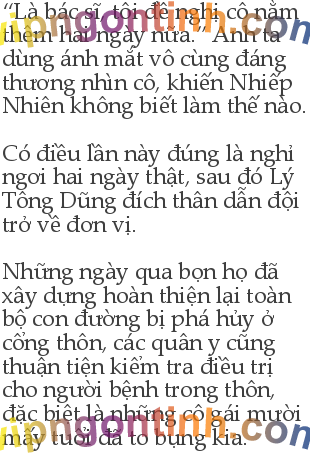 “Là bác sĩ, tôi đề nghị cô nằm
thêm hai ngày nữa.” Anh ta
dùng ánh mắt vô cùng đáng
thương nhìn cô, khiến Nhiếp
Nhiên không biết làm thế nào.
Có điều lần này đúng là nghỉ
ngơi hai ngày thật, sau đó Lý
Tông Dũng đích thân dẫn đội
trở về đơn vị.
Những ngày qua bọn họ đã
xây dựng hoàn thiện lại toàn
bộ con đường bị phá hủy ở
cổng thôn, các quân y cũng
thuận tiện kiểm tra điều trị
cho người bệnh trong thôn,
đặc biệt là những cô gái mười
mấy tuổi đã to bụng kia.